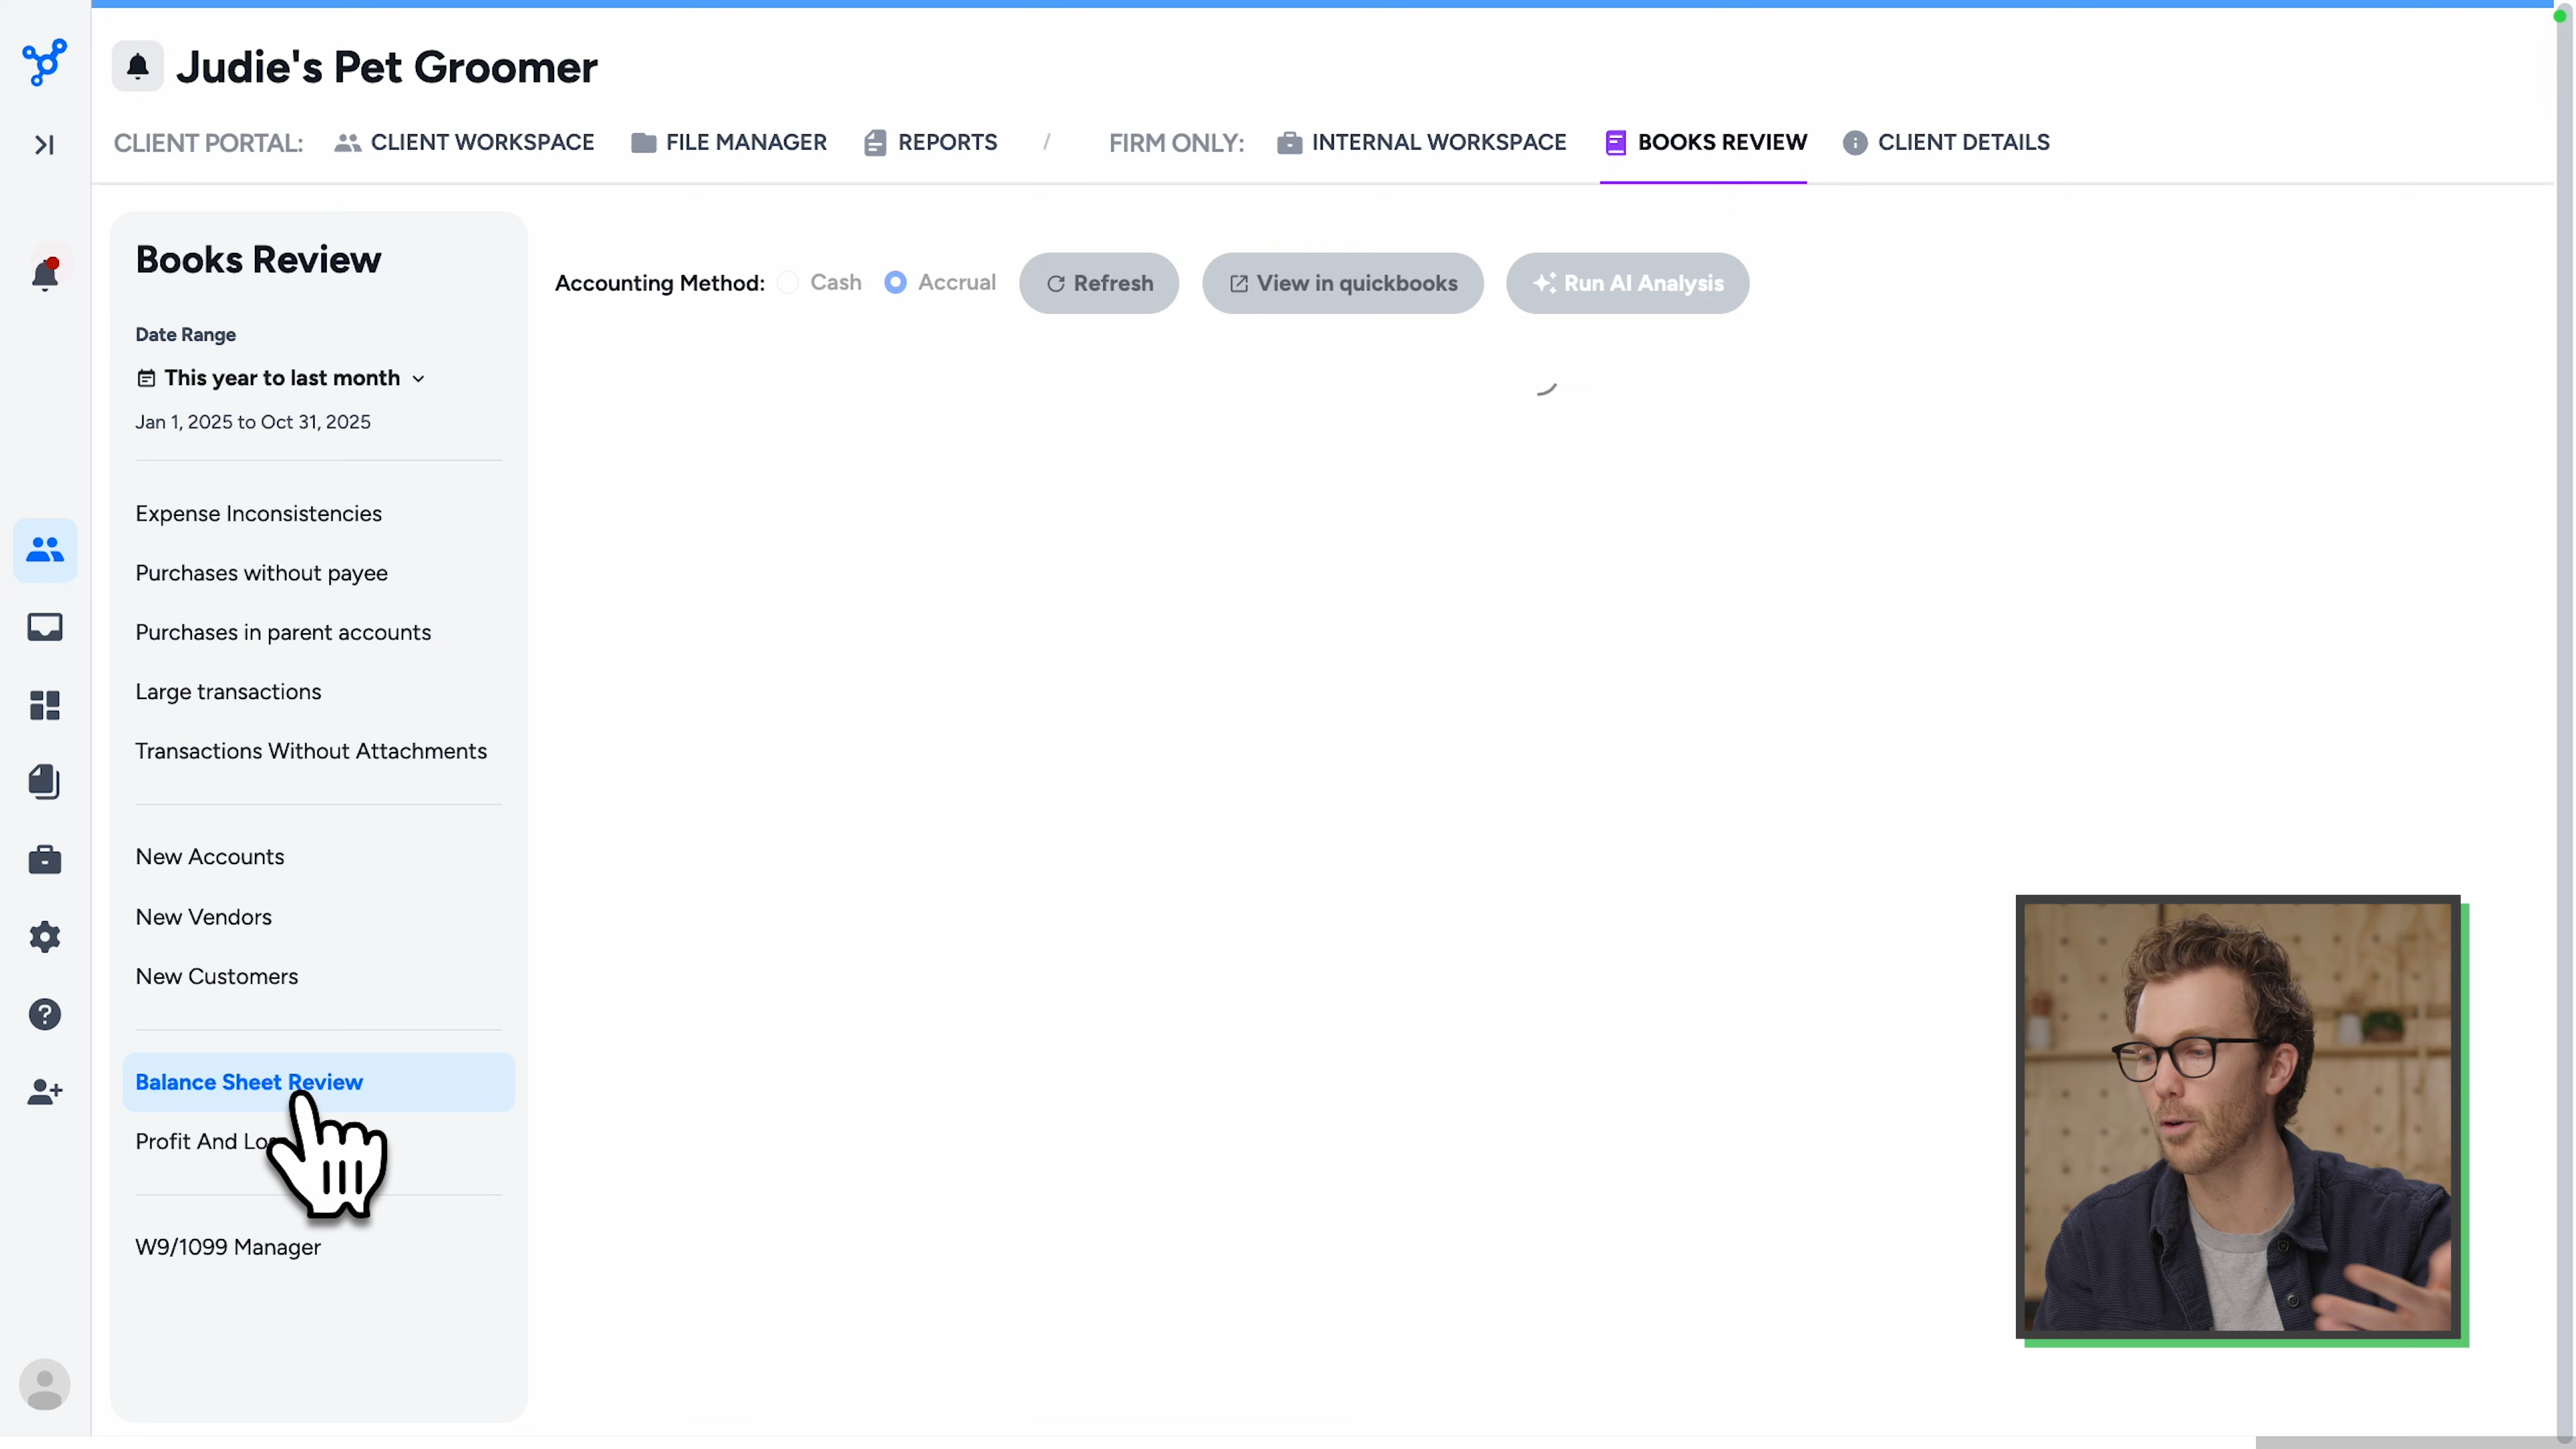 Judie's Pet Groomer
CLIENT PORTAL: CLIENT WORKSPACE FILE MANAGER REPORTS / FIRM ONLY: INTERNAL WORKSPACE BOOKS REVIEW CLIENT DETAILS
Books Review
Date Range
This year to last month
Jan 1, 2025 to Oct 31, 2025
Expense Inconsistencies
Purchases without payee
Purchases in parent accounts
Large transactions
Transactions Without Attachments
New Accounts
New Vendors
New Customers
Balance Sheet Review
Profit And
W9/1099 Manager
Accounting Method: Cash Accrual Refresh View in quickbooks Run AI Analysis